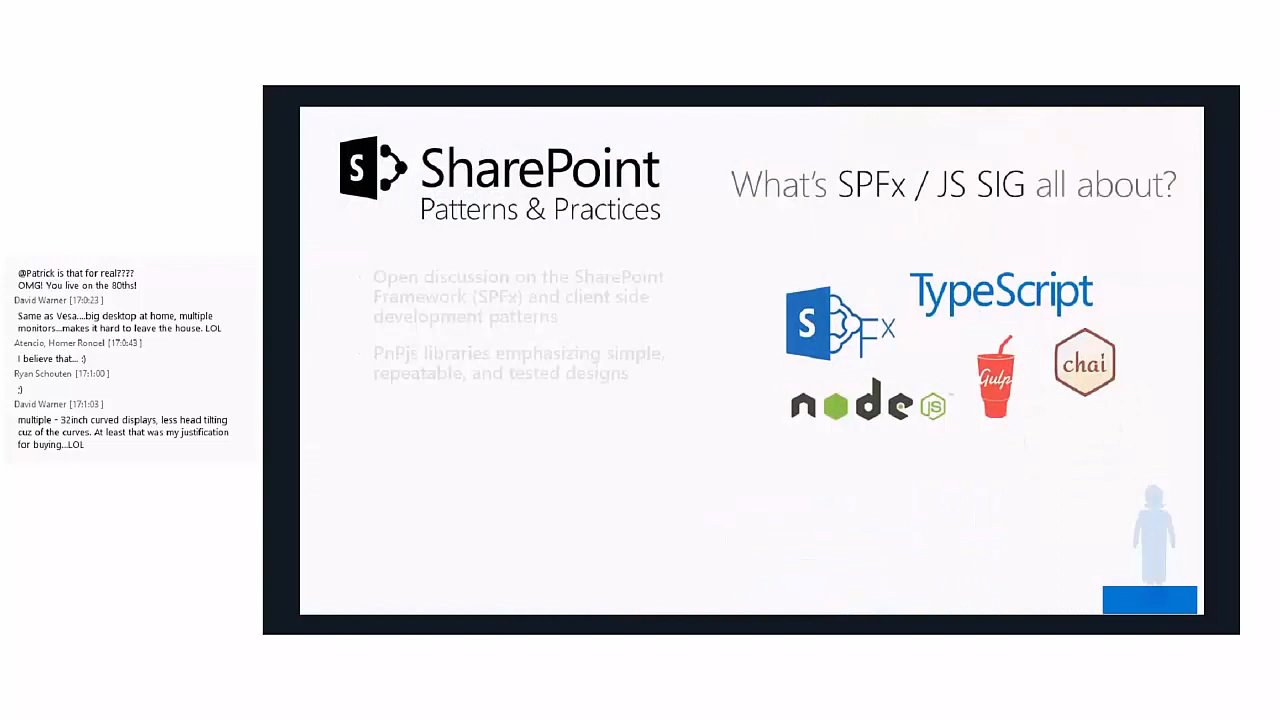 @Patrick is that for real????
OMG! You live on the 80ths!
David Warner [17:0:23 ]
Same as Vesa....big desktop at home, multiple
monitors...makes it hard to leave the house. LOL
Atencio, Homer Ronoel [17:0:43 ]
I believe that... :)
Ryan Schouten [17:1:00 ]
;)
David Warner [17:1:03 ]
multiple - 32inch curved displays, less head tilting
cuz of the curves. At least that was my justification
for buying...LOL
S
SharePoint
Patterns & Practices
What's SPFx / JS SIG all about?
· Open discussion on the SharePoint
Framework (SPFx) and client side
development patterns
· PnPjs libraries emphasizing simple,
repeatable, and tested designs
TypeScript
S Fx
Gulp
chai
node JS